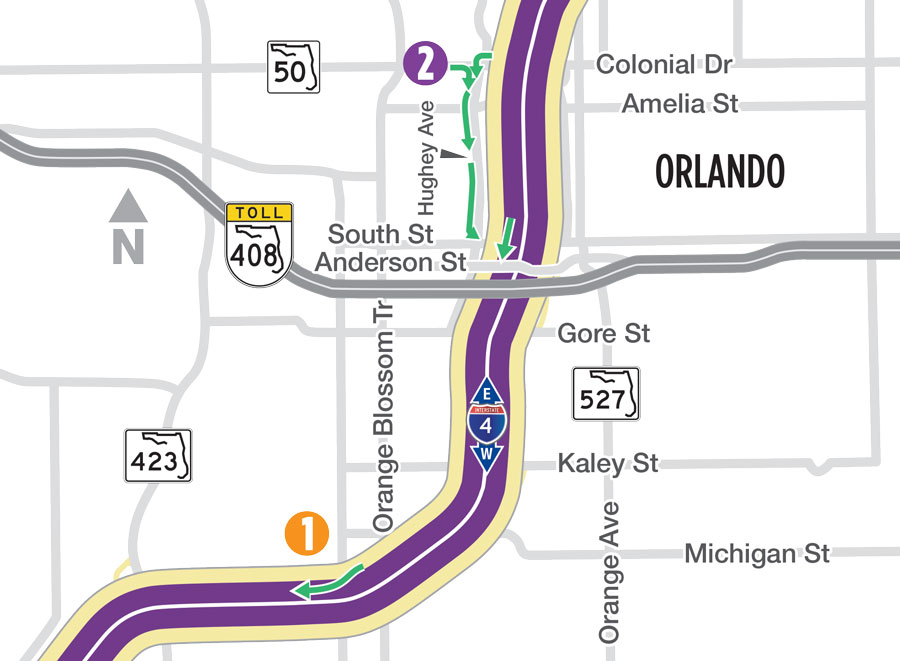 2
50
Colonial Dr
Amelia St
Hughey Ave
ORLANDO
TOLL
408
N
South St
Anderson St
Orange Blossom Tr
Gore St
E
INTERSTATE
4
W
527
423
Kaley St
1
Orange Ave
Michigan St